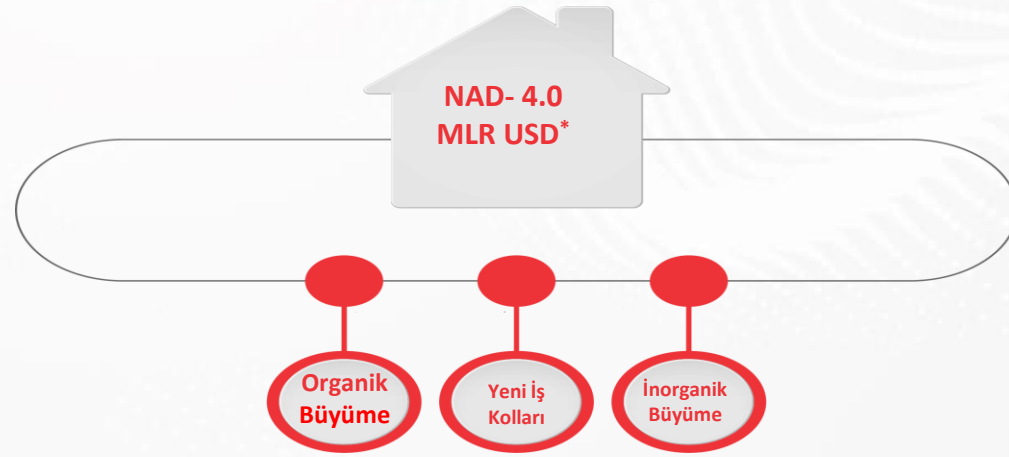 NAD- 4.0
MLR USD*
Organik
Büyüme
Yeni İş
Kolları
İnorganik
Büyüme